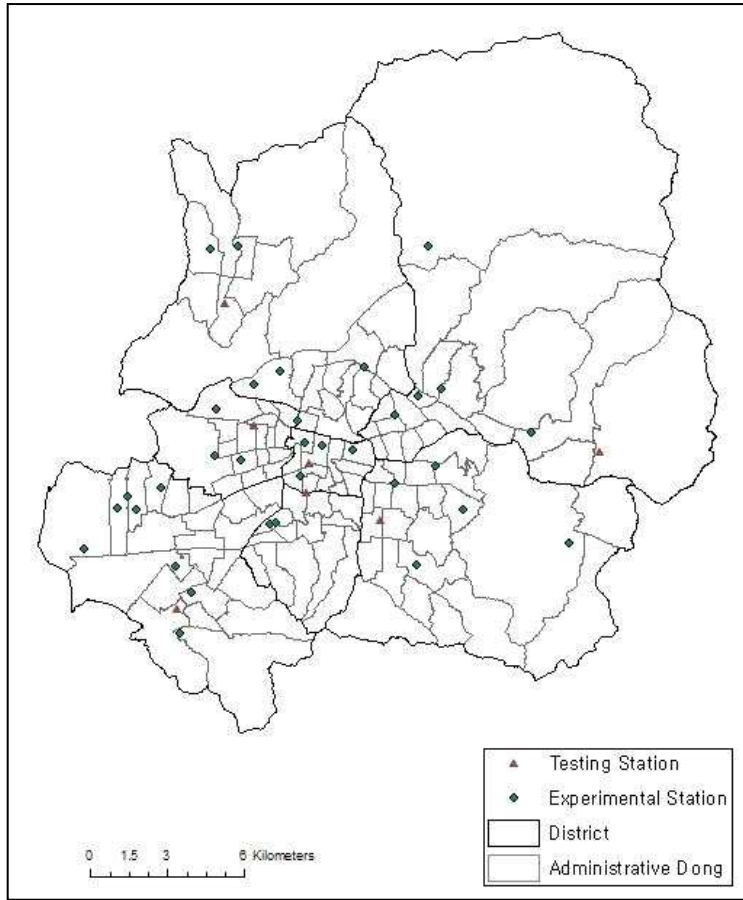 Testing Station
Experimental Station
District
Administrative Dong
0 1.5 3 6 Kilometers